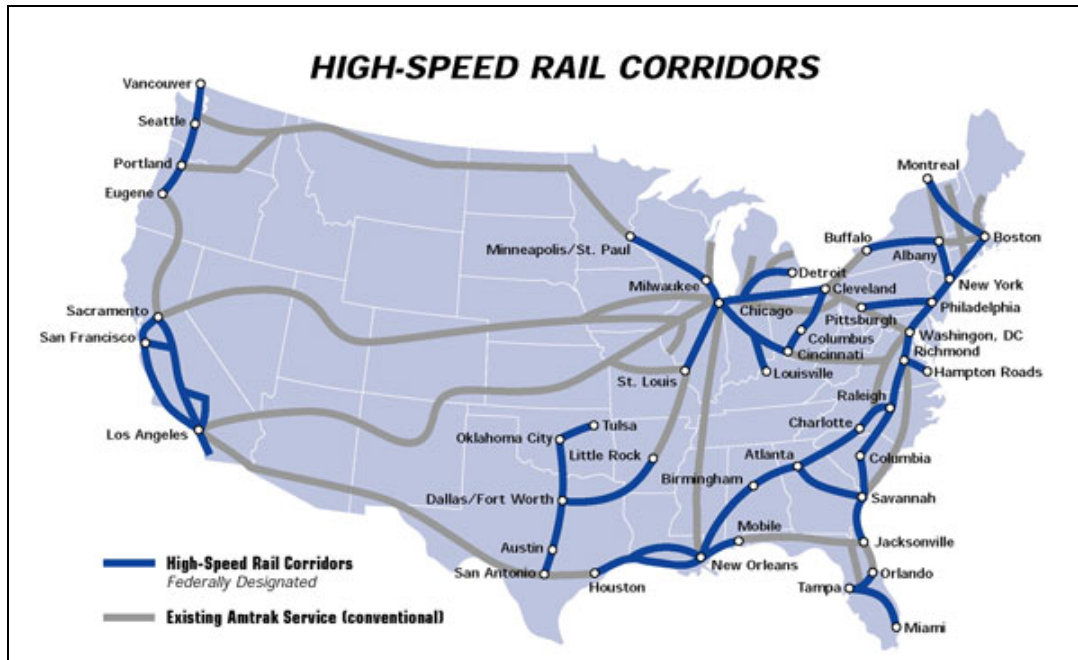 HIGH-SPEED RAIL CORRIDORS
Vancouver
Seattle
Portland
Eugene
Sacramento
San Francisco
Los Angeles
Minneapolis/St. Paul
Milwaukee
Chicago
Detroit
Cleveland
Pittsburgh
Columbus
Cincinnati
Louisville
St. Louis
Montreal
Boston
Buffalo
Albany
New York
Philadelphia
Washingon, DC
Richmond
Hampton Roads
Raleigh
Charlotte
Columbia
Atlanta
Birmingham
Savannah
Tulsa
Oklahoma City
Little Rock
Dallas/Fort Worth
Austin
San Antonio
Houston
Mobile
New Orleans
Jacksonville
Orlando
Tampa
Miami
High-Speed Rail Corridors
Federally Designated
Existing Amtrak Service (conventional)